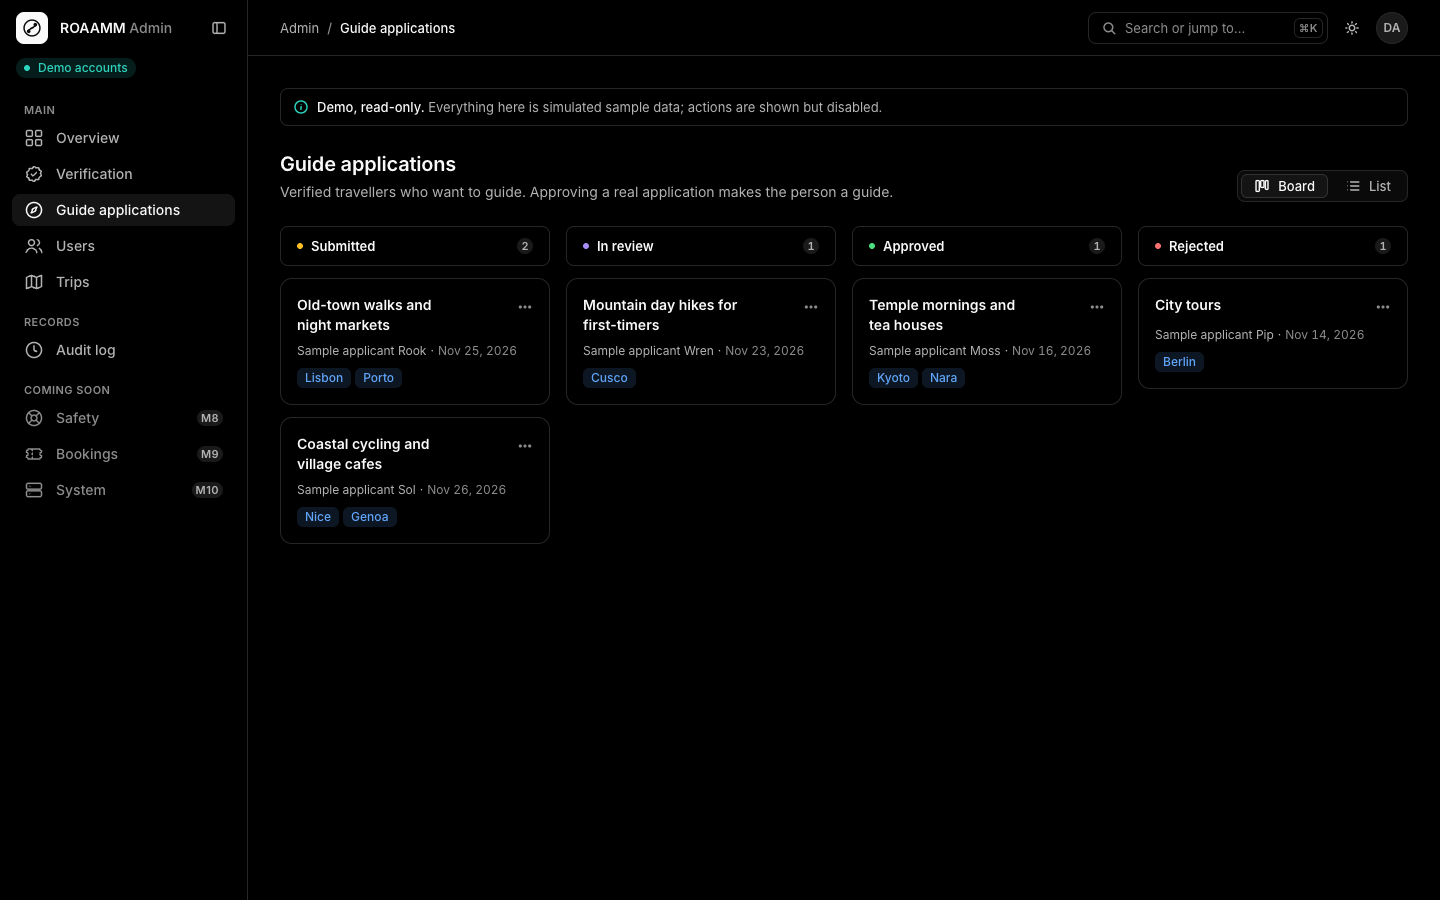 ROAAMM Admin
Demo accounts
MAIN
Overview
Verification
Guide applications
Users
Trips
RECORDS
Audit log
COMING SOON
Safety M8
Bookings M9
System M10
Admin / Guide applications
Search or jump to... ⌘K
DA
Demo, read-only. Everything here is simulated sample data; actions are shown but disabled.
Guide applications
Verified travellers who want to guide. Approving a real application makes the person a guide.
Board List
Submitted 2
Old-town walks and
night markets
Sample applicant Rook · Nov 25, 2026
Lisbon Porto
Coastal cycling and
village cafes
Sample applicant Sol · Nov 26, 2026
Nice Genoa
In review 1
Mountain day hikes for
first-timers
Sample applicant Wren · Nov 23, 2026
Cusco
Approved 1
Temple mornings and
tea houses
Sample applicant Moss · Nov 16, 2026
Kyoto Nara
Rejected 1
City tours
Sample applicant Pip · Nov 14, 2026
Berlin